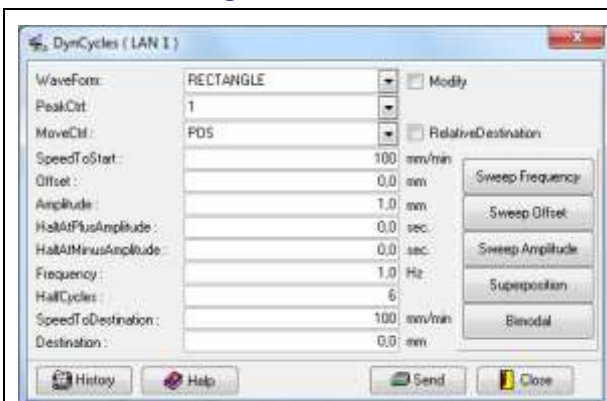 DynCycles ( LAN 1 )
WaveForm: RECTANGLE Modify
PeakCtrl: 1
MoveCtrl: POS RelativeDestination
SpeedToStart: 100 mm/min
Offset: 0,0 mm Sweep Frequency
Amplitude: 1.0 mm Sweep Offset
HaltAtPlusAmplitude: 0,0 sec.
HaltAtMinusAmplitude: 0,0 sec. Sweep Amplitude
Frequency: 1.0 Hz Superposition
HalfCycles: 6
SpeedToDestination: 100 mm/min Bimodal
Destination: 0,0 mm
History Help Send Close